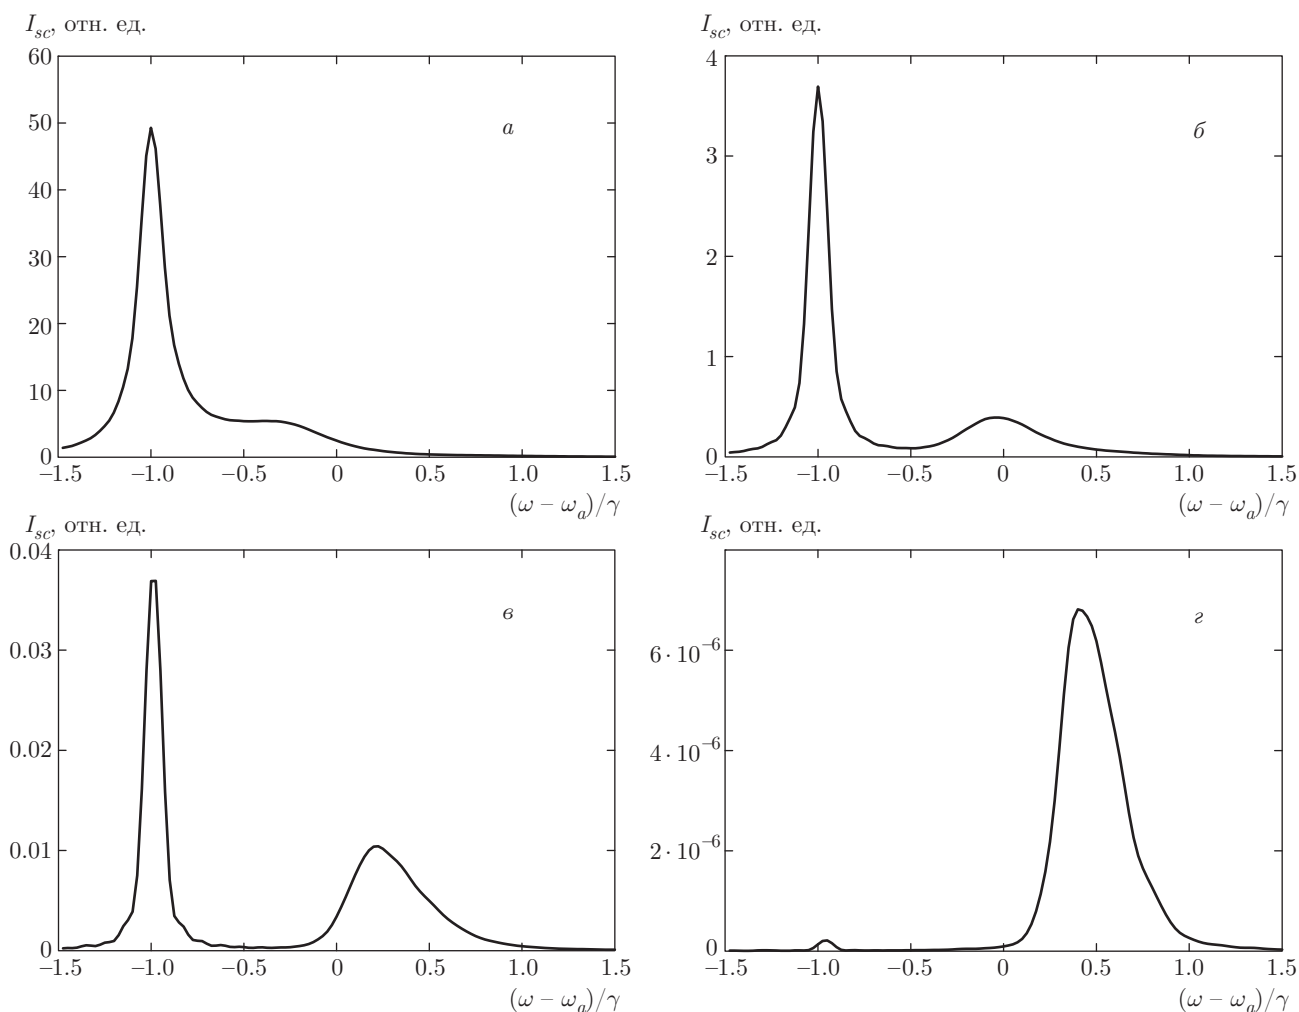 I_sc, отн. ед.
60
50
40
30
20
10
0
а
−1.5 −1.0 −0.5 0 0.5 1.0 1.5
(ω − ω_a)/γ
I_sc, отн. ед.
4
3
2
1
0
б
−1.5 −1.0 −0.5 0 0.5 1.0 1.5
(ω − ω_a)/γ
I_sc, отн. ед.
0.04
0.03
0.02
0.01
0
в
−1.5 −1.0 −0.5 0 0.5 1.0 1.5
(ω − ω_a)/γ
I_sc, отн. ед.
6 · 10⁻⁶
4 · 10⁻⁶
2 · 10⁻⁶
0
г
−1.5 −1.0 −0.5 0 0.5 1.0 1.5
(ω − ω_a)/γ